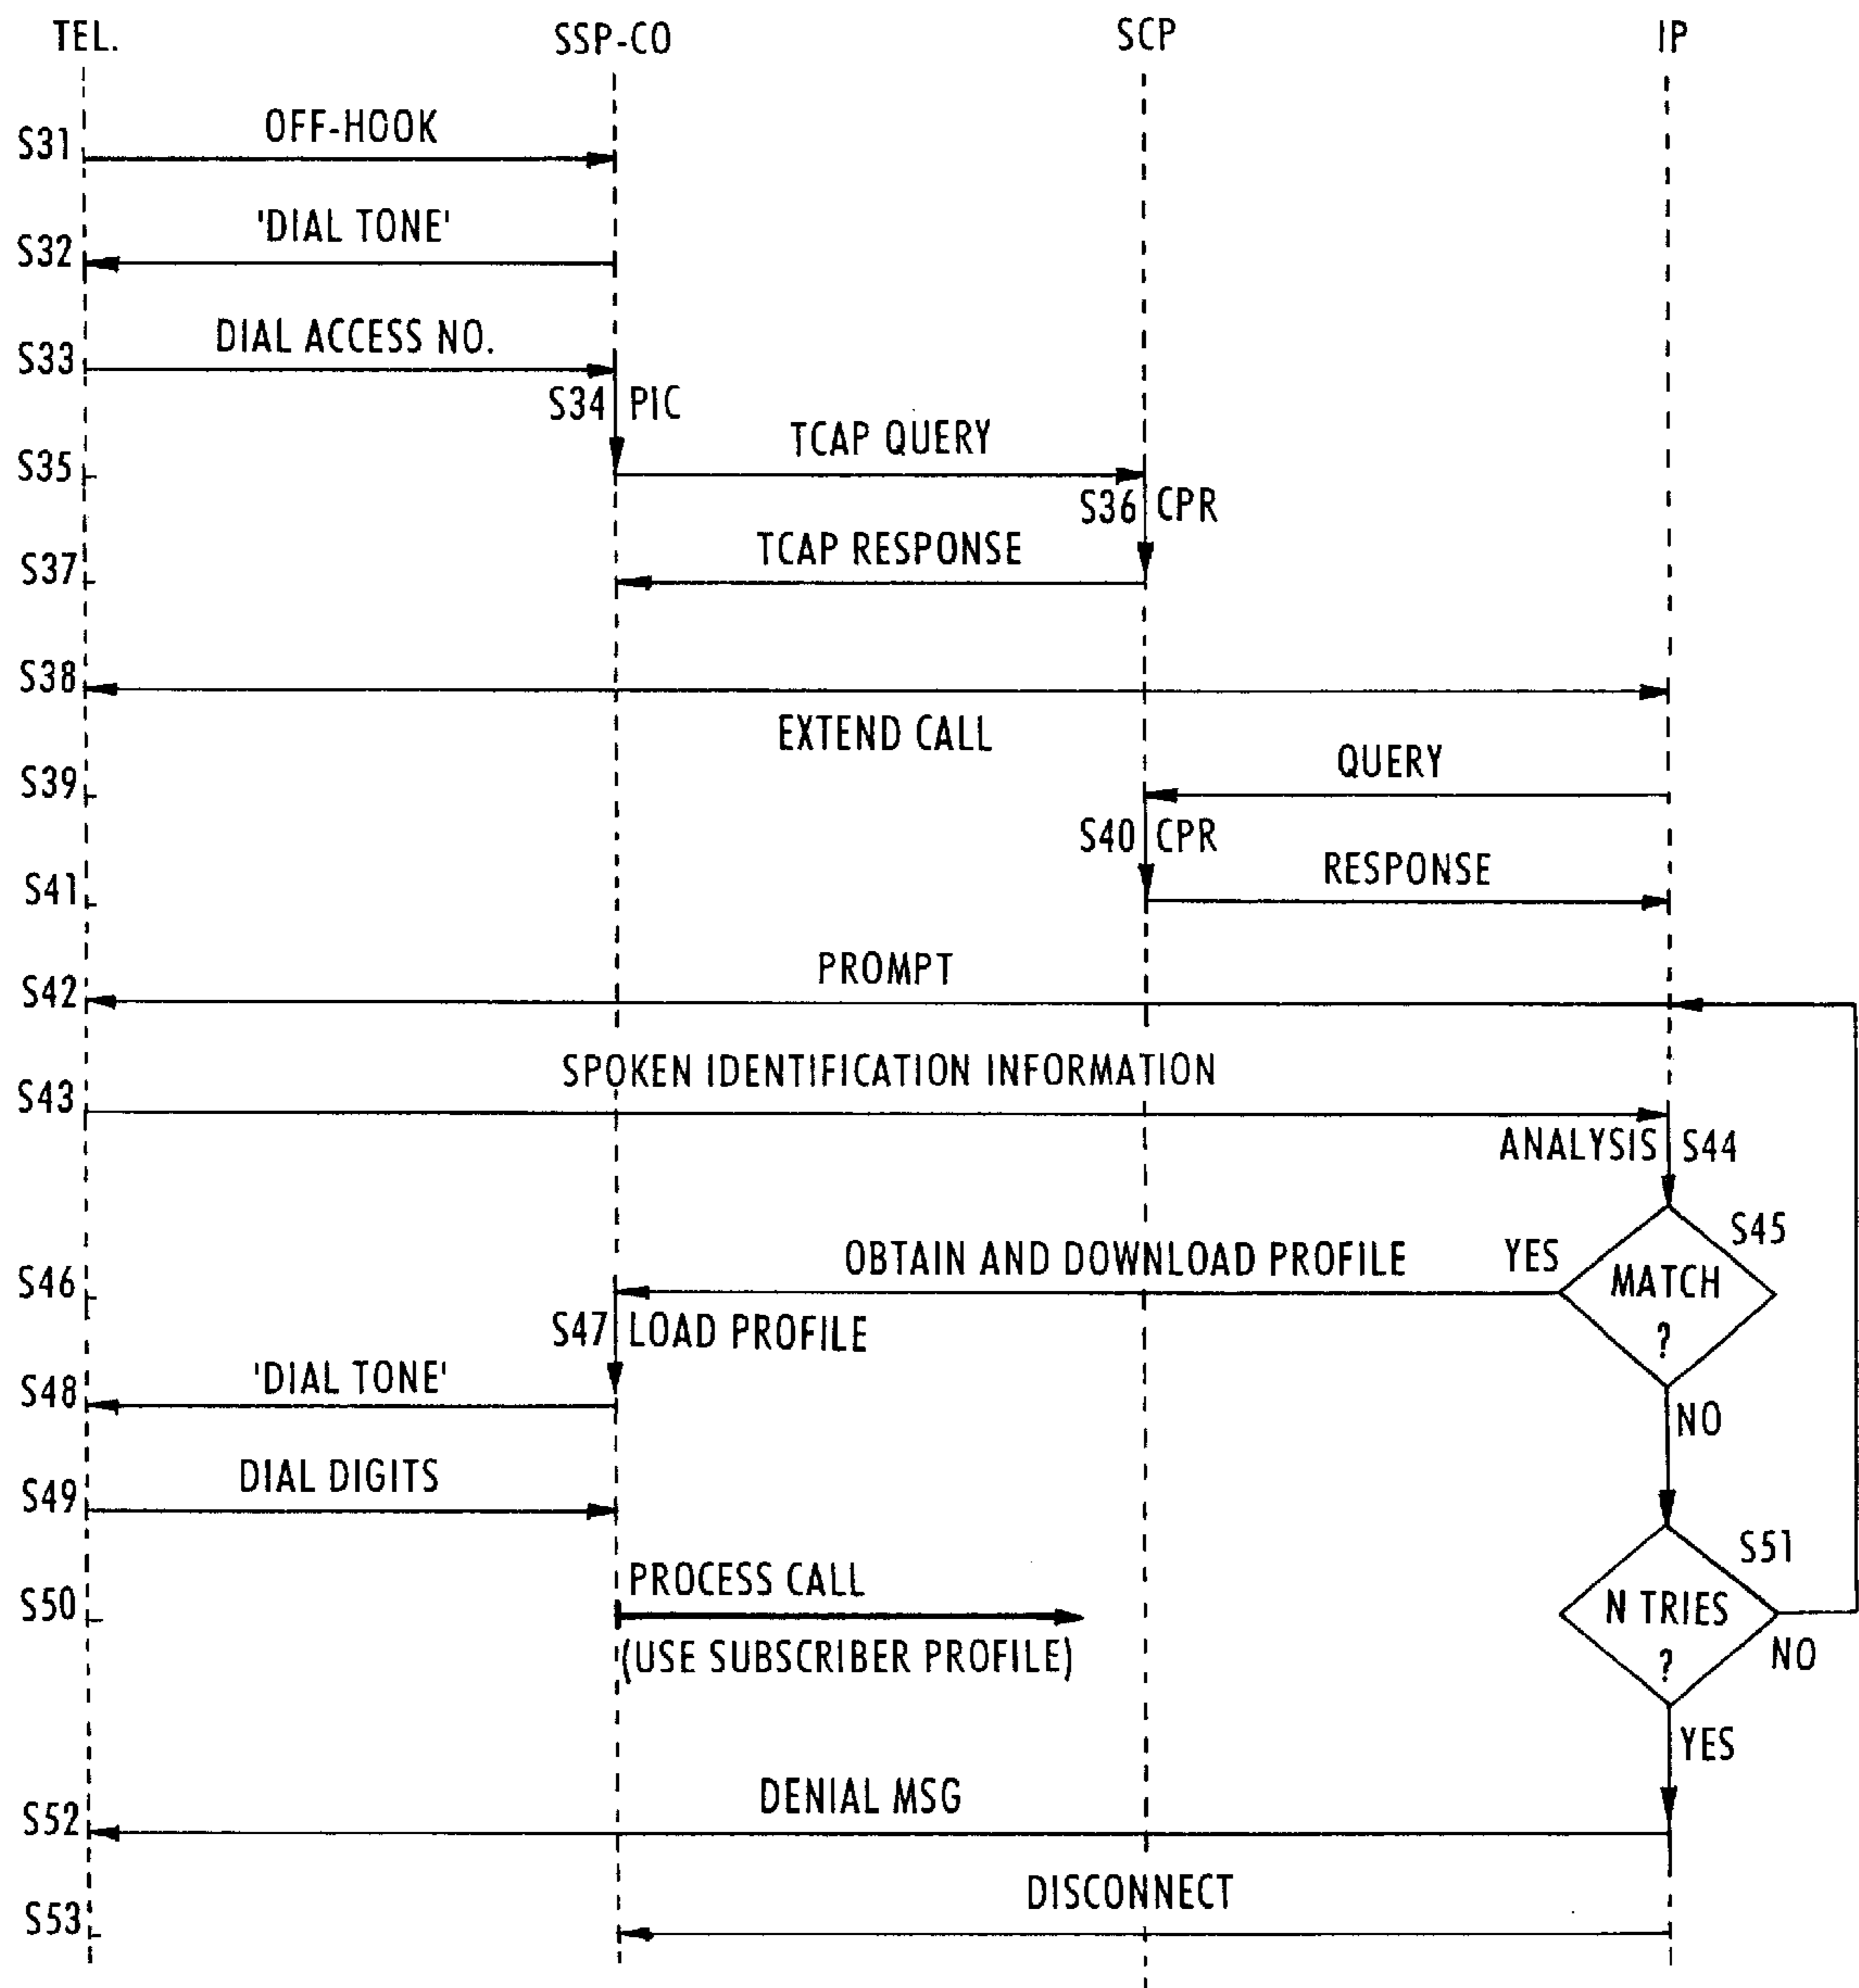 TEL. SSP-CO SCP IP
S31 OFF-HOOK
S32 'DIAL TONE'
S33 DIAL ACCESS NO.
S34 PIC
S35 TCAP QUERY
S36 CPR
S37 TCAP RESPONSE
S38
EXTEND CALL
S39 QUERY
S40 CPR
S41 RESPONSE
S42 PROMPT
S43 SPOKEN IDENTIFICATION INFORMATION
ANALYSIS S44
S45
MATCH
?
YES
NO
S46 OBTAIN AND DOWNLOAD PROFILE
S47 LOAD PROFILE
S48 'DIAL TONE'
S49 DIAL DIGITS
S50 PROCESS CALL
(USE SUBSCRIBER PROFILE)
S51
N TRIES
?
NO
YES
S52 DENIAL MSG
S53 DISCONNECT